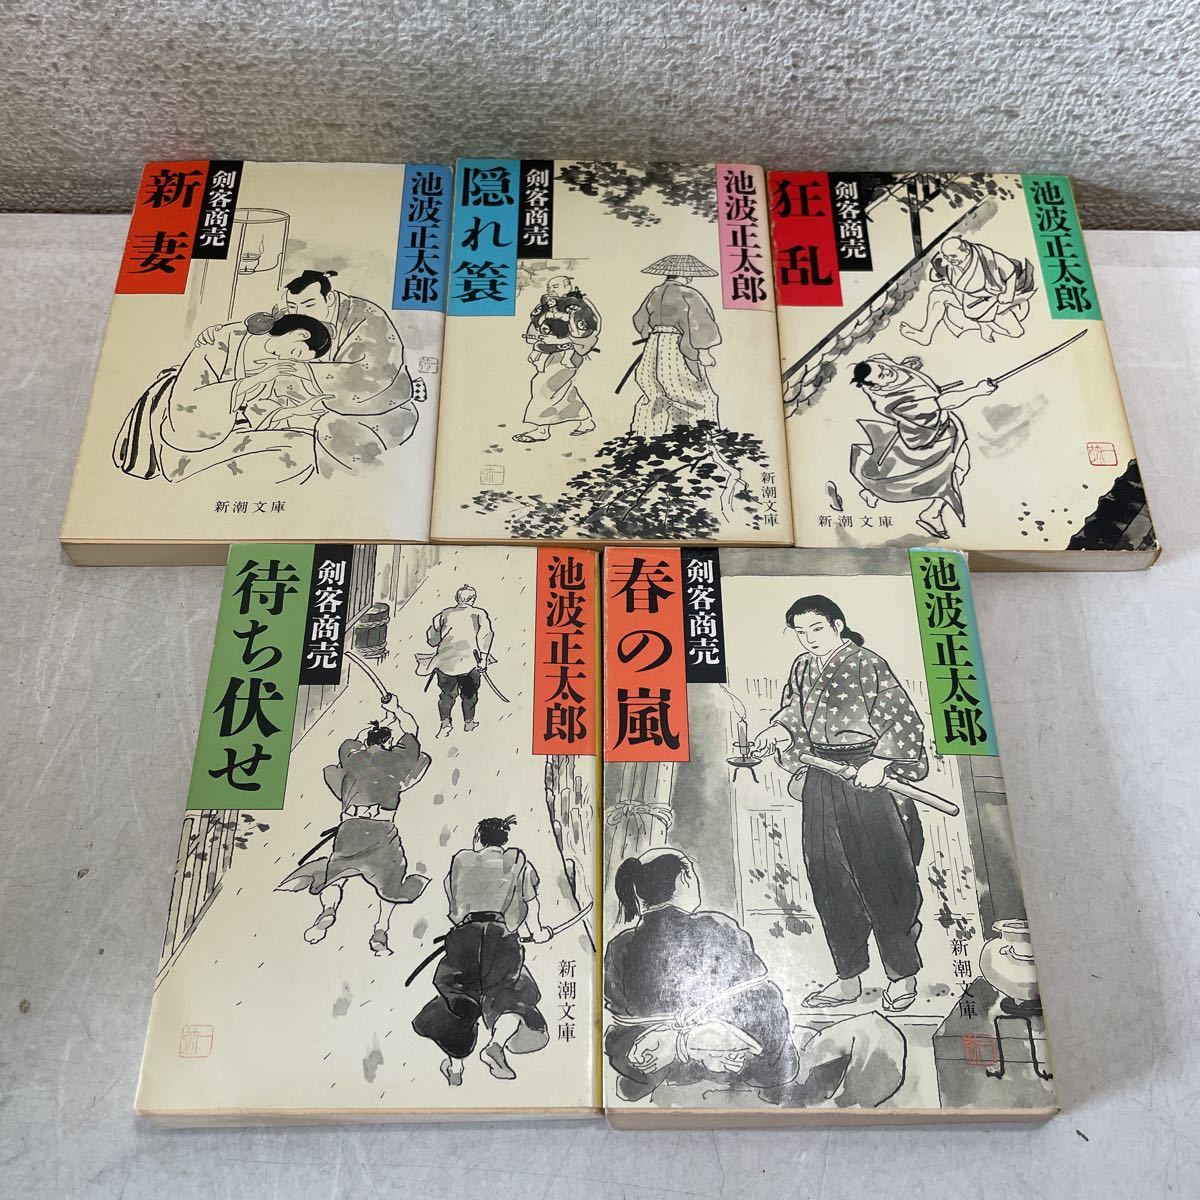 新妻
剣客商売
池波正太郎
新潮文庫
隠れ簑
剣客商売
池波正太郎
新潮文庫
狂乱
剣客商売
池波正太郎
新潮文庫
待ち伏せ
剣客商売
池波正太郎
新潮文庫
春の嵐
剣客商売
池波正太郎
新潮文庫